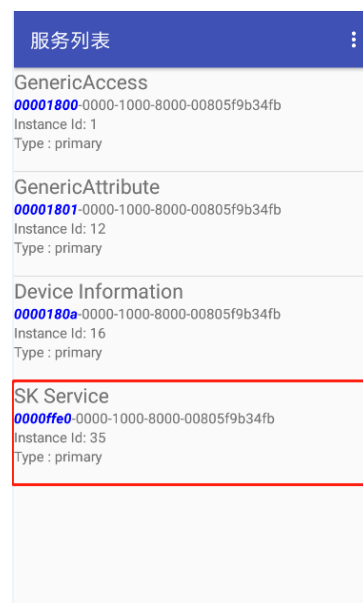 服务列表
GenericAccess
00001800-0000-1000-8000-00805f9b34fb
Instance Id: 1
Type : primary
GenericAttribute
00001801-0000-1000-8000-00805f9b34fb
Instance Id: 12
Type : primary
Device Information
0000180a-0000-1000-8000-00805f9b34fb
Instance Id: 16
Type : primary
SK Service
0000ffe0-0000-1000-8000-00805f9b34fb
Instance Id: 35
Type : primary